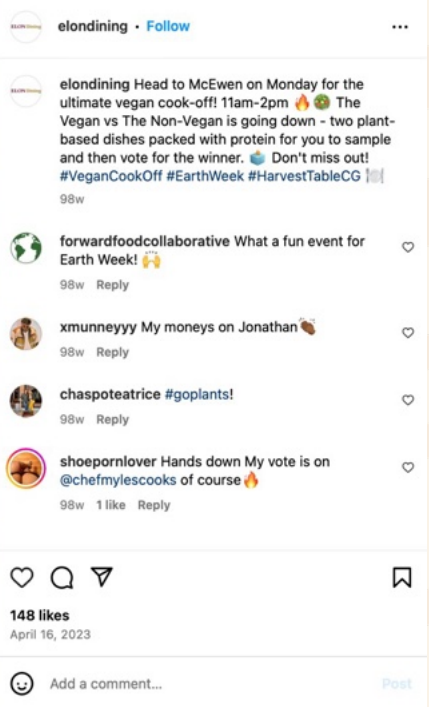 ELON Dining
elondining • Follow
ELON Dining
elondining Head to McEwen on Monday for the
ultimate vegan cook-off! 11am-2pm 🔥🥗 The
Vegan vs The Non-Vegan is going down - two plant-
based dishes packed with protein for you to sample
and then vote for the winner. 🗳️ Don't miss out!
#VeganCookOff #EarthWeek #HarvestTableCG 🍽️
98w
forwardfoodcollaborative What a fun event for
Earth Week! 🙌
98w Reply
xmunneyyy My moneys on Jonathan👏🏾
98w Reply
chaspoteatrice #goplants!
98w Reply
shoepornlover Hands down My vote is on
@chefmylescooks of course🔥
98w 1 like Reply
148 likes
April 16, 2023
Add a comment... Post